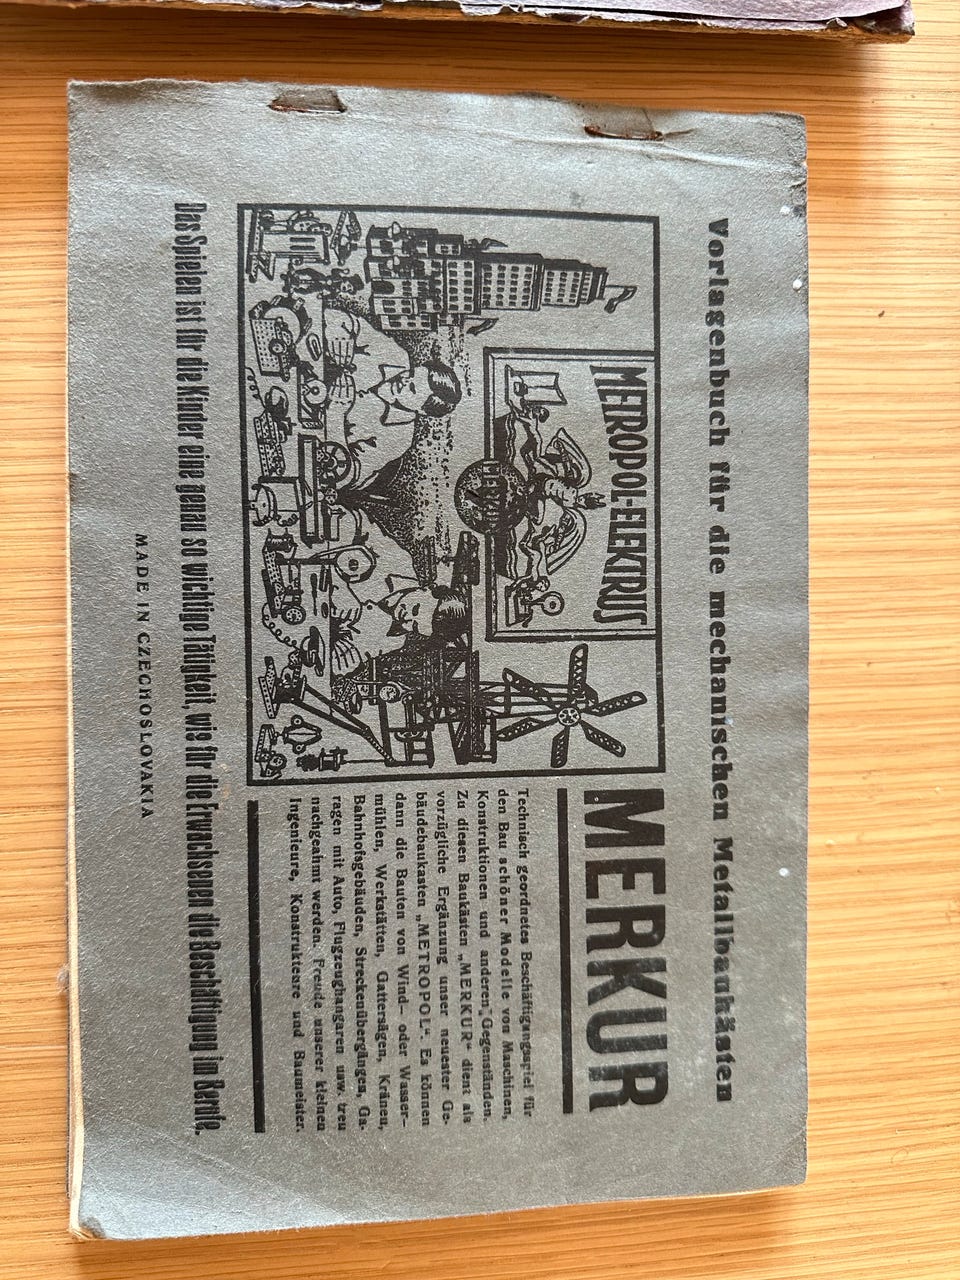 Vorlagenbuch für die mechanischen Metallbaukästen
METROPOL-ELEKTRUS
MERKUR
MERKUR
Technisch geordnetes Beschäftigungsspiel für
den Bau schöner Modelle von Maschinen,
Konstruktionen und anderen Gegenständen.
Zu diesen Baukästen „MERKUR“ dient als
vorzügliche Ergänzung unser neuester Ge-
bäudebaukasten „METROPOL“. Es können
dann die Bauten von Wind- oder Wasser-
mühlen, Werkstätten, Gattersägen, Kränen,
Bahnhofsgebäuden, Streckenübergänges, Ga-
ragen mit Auto, Flugzeughangaren usw. treu
nachgeahmt werden. Freude unserer kleinen
Ingenieure, Konstrukteure und Baumeister.
Das Spielen ist für die Kinder eine genau so wichtige Tätigkeit, wie für die Erwachsenen die Beschäftigung im Berufe.
MADE IN CZECHOSLOVAKIA